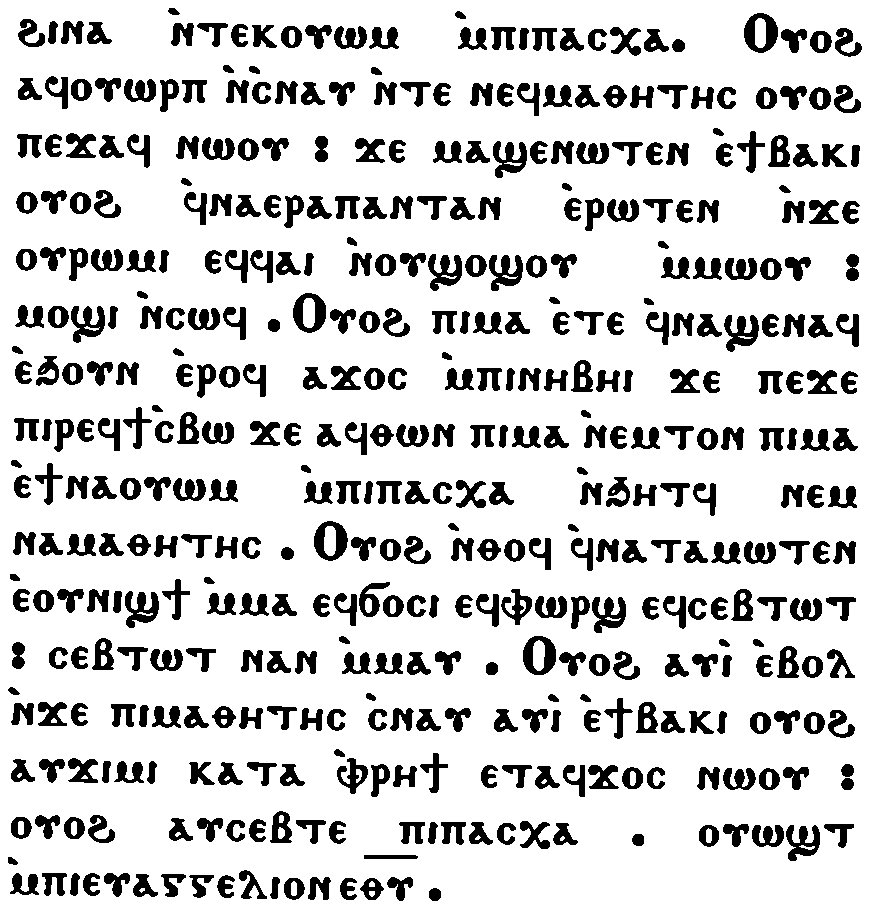 ϩⲓⲛⲁ ⲛ̀ⲧⲉⲕⲟⲩⲱⲙ ⲙ̀ⲡⲓⲡⲁⲥⲭⲁ. Ⲟⲩⲟϩ
ⲁϥⲟⲩⲱⲣⲡ ⲛ̀ⲥ̀ⲛⲁⲩ ⲛ̀ⲧⲉ ⲛⲉϥⲙⲁⲑⲏⲧⲏⲥ ⲟⲩⲟϩ
ⲡⲉϫⲁϥ ⲛⲱⲟⲩ : ϫⲉ ⲙⲁϣⲉⲛⲱⲧⲉⲛ ⲉ̀ϯⲃⲁⲕⲓ
ⲟⲩⲟϩ ϥ̀ⲛⲁⲉⲣⲁⲡⲁⲛⲧⲁⲛ ⲉ̀ⲣⲱⲧⲉⲛ ⲛ̀ϫⲉ
ⲟⲩⲣⲱⲙⲓ ⲉϥϥⲁⲓ ⲛ̀ⲟⲩϣⲟϣⲟⲩ ⲙ̀ⲙⲱⲟⲩ :
ⲙⲟϣⲓ ⲛ̀ⲥⲱϥ . Ⲟⲩⲟϩ ⲡⲓⲙⲁ ⲉ̀ⲧⲉ ϥ̀ⲛⲁϣⲉⲛⲁϥ
ⲉ̀ϧⲟⲩⲛ ⲉ̀ⲣⲟϥ ⲁϫⲟⲥ ⲙ̀ⲡⲓⲛⲏⲃⲏⲓ ϫⲉ ⲡⲉϫⲉ
ⲡⲓⲣⲉϥϯⲥ̀ⲃⲱ ϫⲉ ⲁϥⲑⲱⲛ ⲡⲓⲙⲁ ⲛ̀ⲉⲙⲧⲟⲛ ⲡⲓⲙⲁ
ⲉ̀ϯⲛⲁⲟⲩⲱⲙ ⲙ̀ⲡⲓⲡⲁⲥⲭⲁ ⲛ̀ϧⲏⲧϥ ⲛⲉⲙ
ⲛⲁⲙⲁⲑⲏⲧⲏⲥ . Ⲟⲩⲟϩ ⲛ̀ⲑⲟϥ ϥ̀ⲛⲁⲧⲁⲙⲱⲧⲉⲛ
ⲉ̀ⲟⲩⲛⲓϣϯ ⲙ̀ⲙⲁ ⲉϥϭⲟⲥⲓ ⲉϥⲫⲱⲣϣ ⲉϥⲥⲉⲃⲧⲱⲧ
: ⲥⲉⲃⲧⲱⲧ ⲛⲁⲛ ⲙ̀ⲙⲁⲩ . Ⲟⲩⲟϩ ⲁⲩⲓ̀ ⲉ̀ⲃⲟⲗ
ⲛ̀ϫⲉ ⲡⲓⲙⲁⲑⲏⲧⲏⲥ ⲥ̀ⲛⲁⲩ ⲁⲩⲓ̀ ⲉ̀ϯⲃⲁⲕⲓ ⲟⲩⲟϩ
ⲁⲩϫⲓⲙⲓ ⲕⲁⲧⲁ ⲫ̀ⲣⲏϯ ⲉⲧⲁϥϫⲟⲥ ⲛⲱⲟⲩ :
ⲟⲩⲟϩ ⲁⲩⲥⲉⲃⲧⲉ ⲡⲓⲡⲁⲥⲭⲁ . ⲟⲩⲱϣⲧ
ⲙ̀ⲡⲓⲉⲩⲁⲅⲅⲉⲗⲓⲟⲛ ⲉ̅ⲑ̅ⲩ̅ .